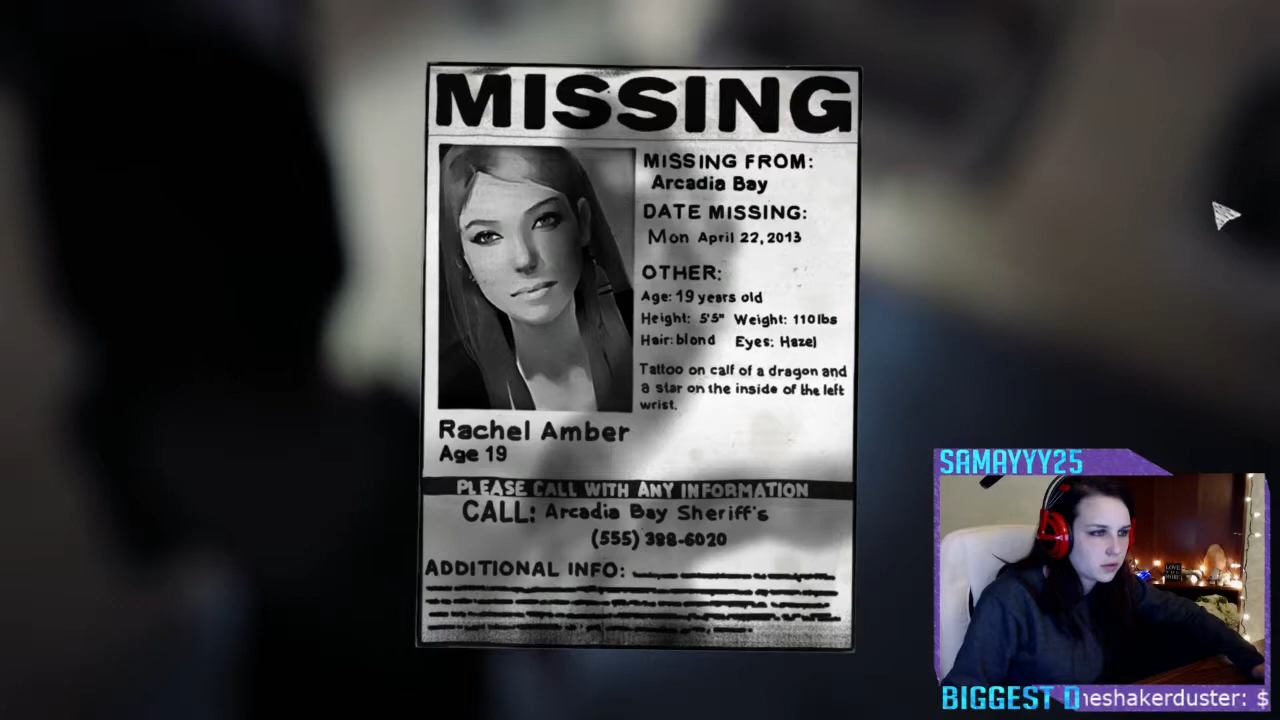 MISSING
MISSING FROM:
Arcadia Bay
DATE MISSING:
Mon April 22, 2013
OTHER:
Age: 19 years old
Height: 5'5" Weight: 110lbs
Hair: blond Eyes: Hazel
Tattoo on calf of a dragon and
a star on the inside of the left
wrist.
Rachel Amber
Age 19
PLEASE CALL WITH ANY INFORMATION
CALL: Arcadia Bay Sheriff's
(555) 388-6020
ADDITIONAL INFO:
SAMAYYY25
BIGGEST D
heshakerduster: $